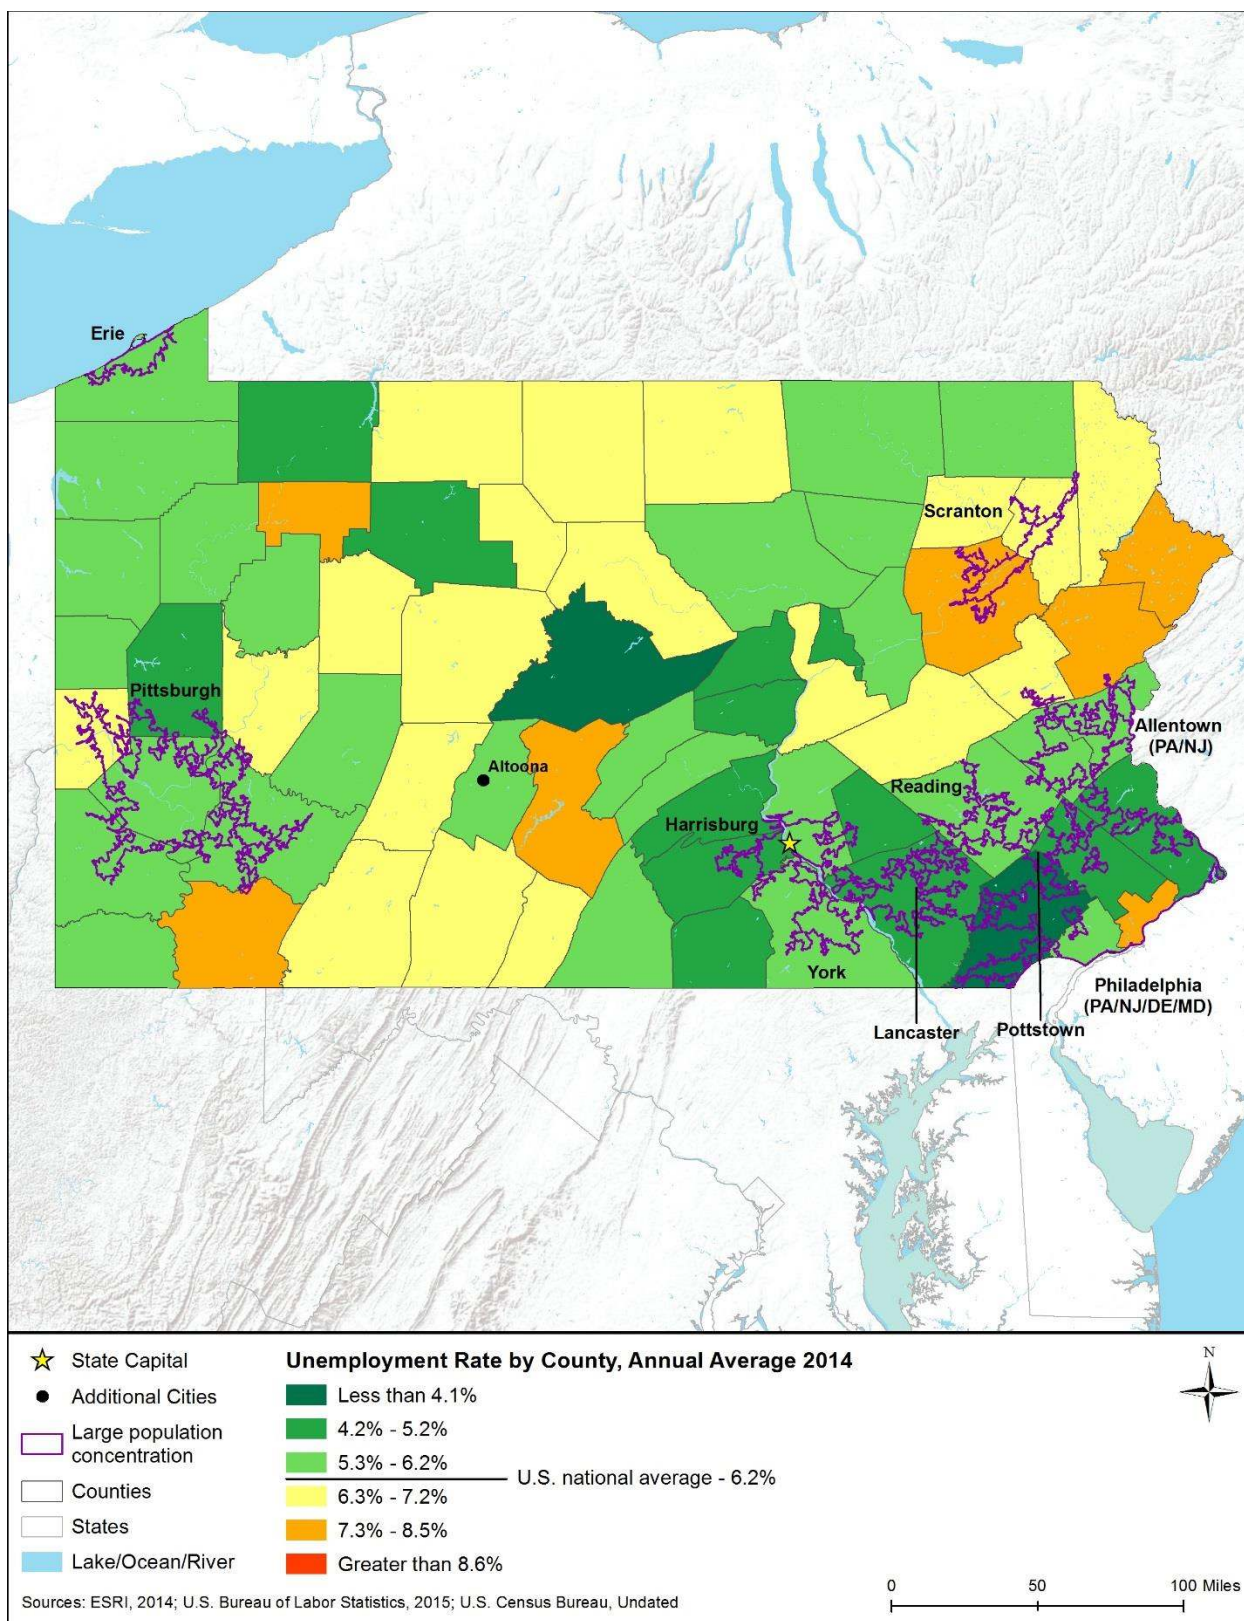 Erie
Scranton
Pittsburgh
Allentown
(PA/NJ)
Altoona
Reading
Harrisburg
York
Philadelphia
(PA/NJ/DE/MD)
Lancaster
Pottstown
State Capital
Additional Cities
Large population
concentration
Counties
States
Lake/Ocean/River
Unemployment Rate by County, Annual Average 2014
Less than 4.1%
4.2% - 5.2%
5.3% - 6.2%
U.S. national average - 6.2%
6.3% - 7.2%
7.3% - 8.5%
Greater than 8.6%
N
0 50 100 Miles
Sources: ESRI, 2014; U.S. Bureau of Labor Statistics, 2015; U.S. Census Bureau, Undated